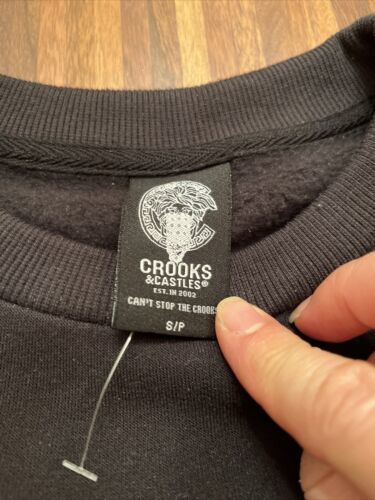 CROOKS
&CASTLES®
EST. IN 2002
CAN'T STOP THE CROOKS
S/P